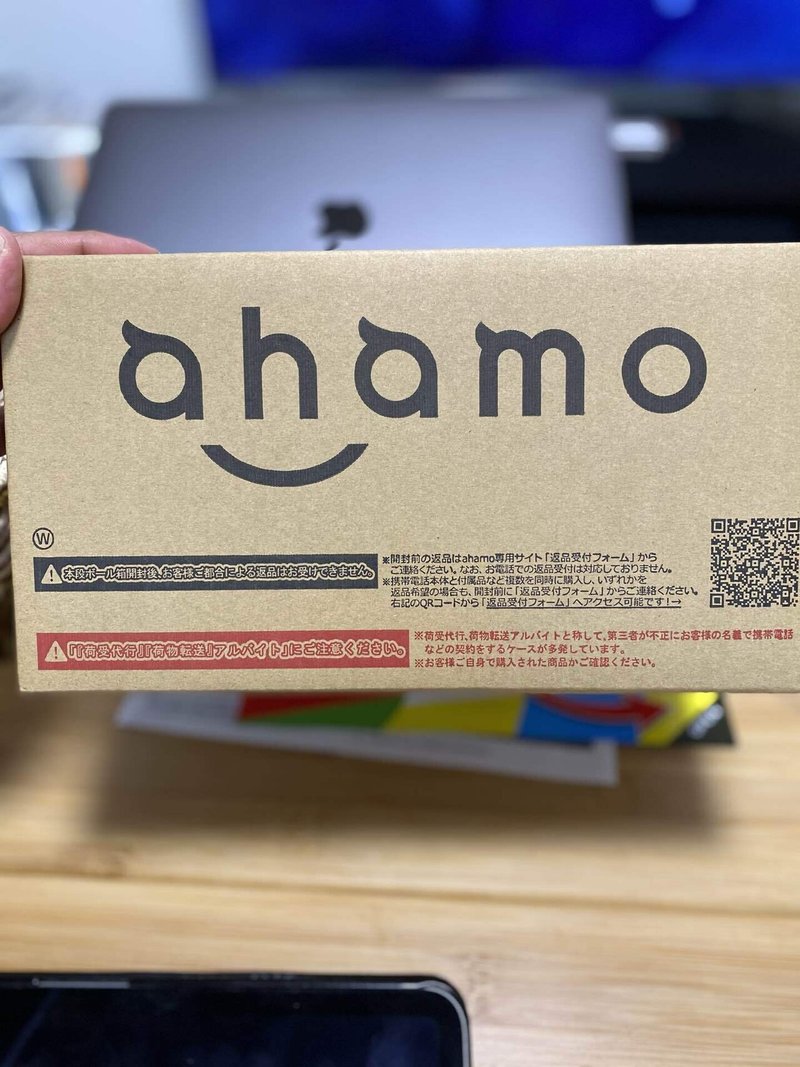 ahamo
W
⚠本段ボール箱開封後、お客様ご都合による返品はお受けできません。
※開封前の返品はahamo専用サイト「返品受付フォーム」から
ご連絡ください。なお、お電話での返品受付は対応しておりません。
※携帯電話本体と付属品など複数を同時に購入し、いずれかを
返品希望の場合も、開封前に「返品受付フォーム」からご連絡ください。
右記のQRコードから「返品受付フォーム」へアクセス可能です!→
⚠「『荷受代行』『荷物転送』アルバイト」にご注意ください。
※荷受代行、荷物転送アルバイトと称して、第三者が不正にお客様の名義で携帯電話
などの契約をするケースが多発しています。
※お客様ご自身で購入された商品かご確認ください。